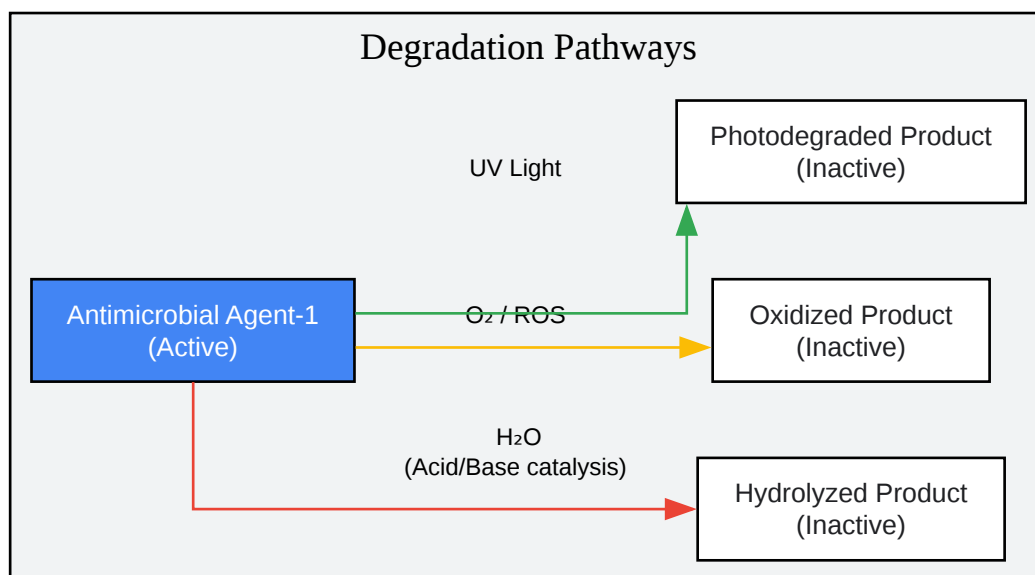 Degradation Pathways
Photodegraded Product
(Inactive)
UV Light
Antimicrobial Agent-1
(Active)
O₂ / ROS
Oxidized Product
(Inactive)
H₂O
(Acid/Base catalysis)
Hydrolyzed Product
(Inactive)